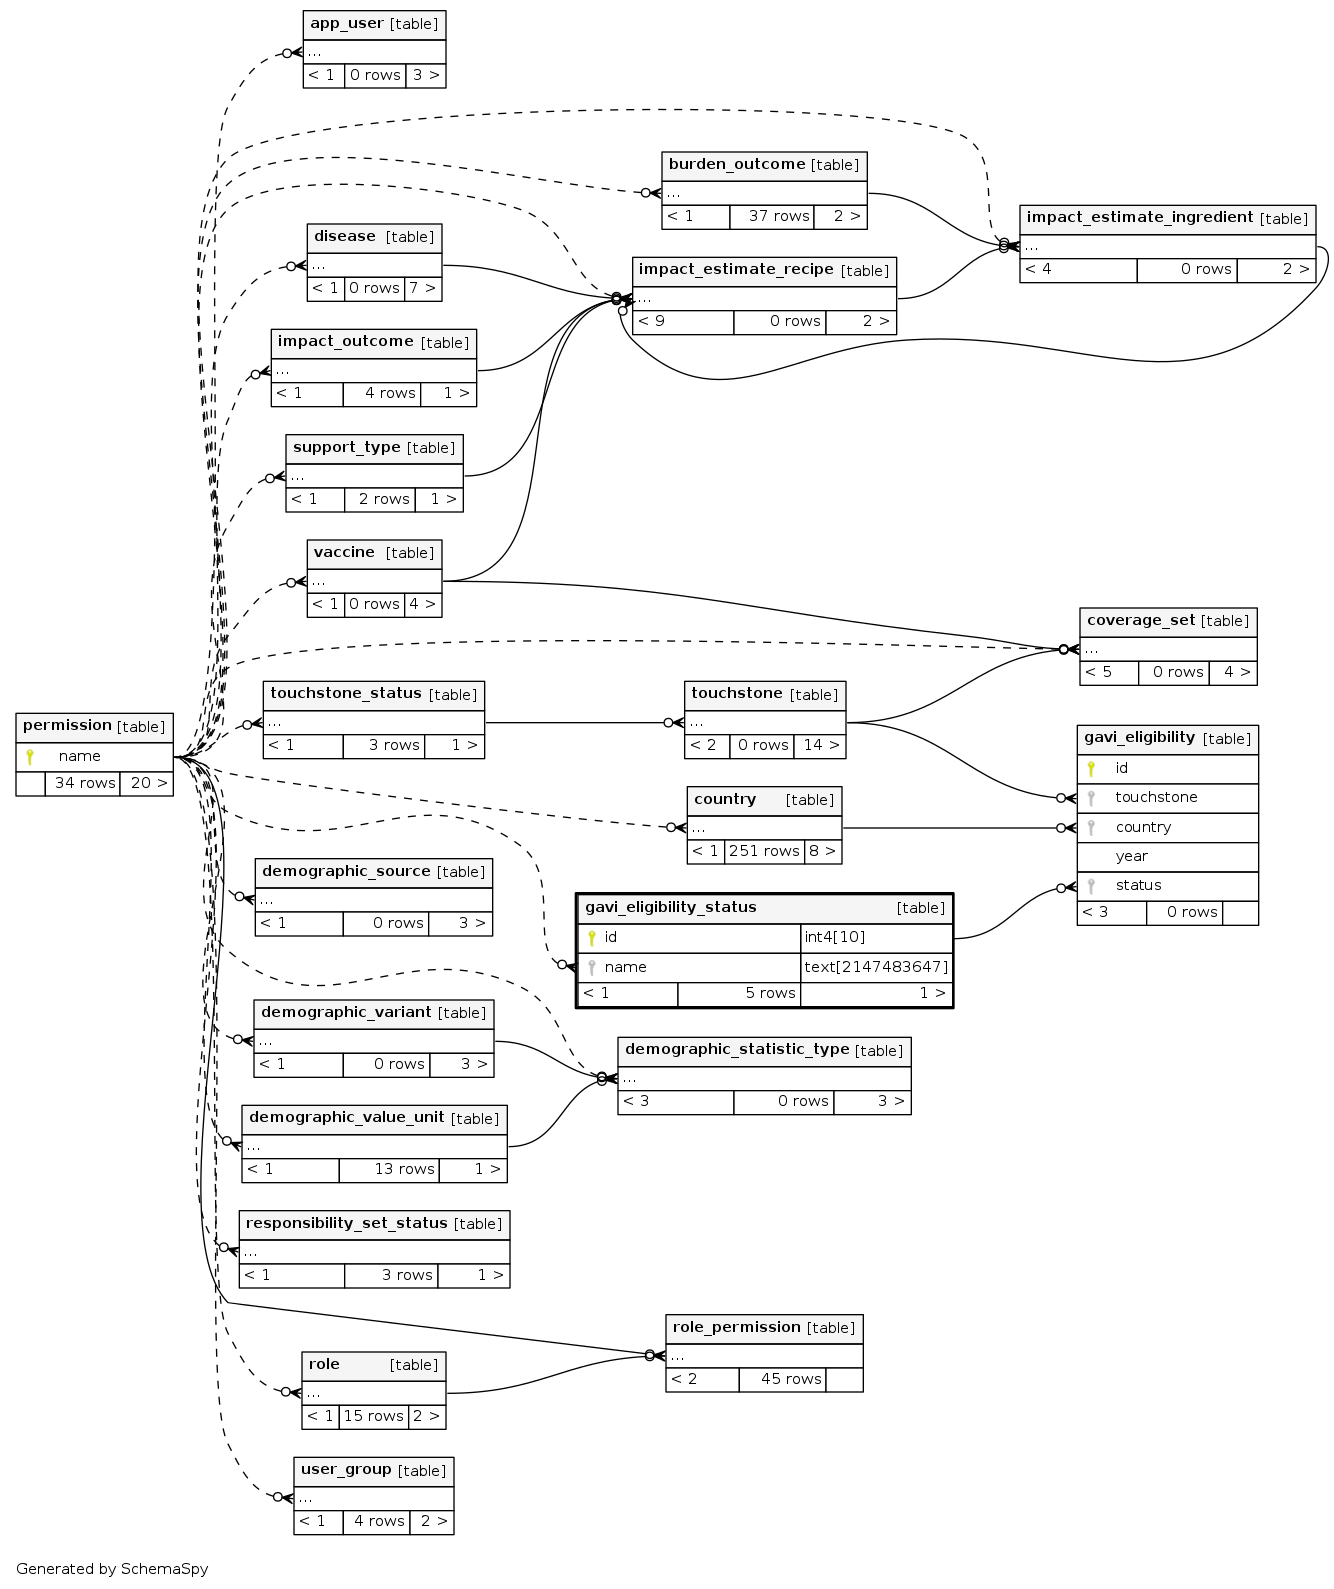 app_user [table]
...
< 1 0 rows 3 >
burden_outcome [table]
...
< 1 37 rows 2 >
impact_estimate_ingredient [table]
...
< 4 0 rows 2 >
disease [table]
...
< 1 0 rows 7 >
impact_estimate_recipe [table]
...
< 9 0 rows 2 >
impact_outcome [table]
...
< 1 4 rows 1 >
support_type [table]
...
< 1 2 rows 1 >
vaccine [table]
...
< 1 0 rows 4 >
coverage_set [table]
...
< 5 0 rows 4 >
touchstone_status [table]
...
< 1 3 rows 1 >
touchstone [table]
...
< 2 0 rows 14 >
permission [table]
name
34 rows 20 >
gavi_eligibility [table]
id
touchstone
country
year
status
< 3 0 rows
country [table]
...
< 1 251 rows 8 >
demographic_source [table]
...
< 1 0 rows 3 >
gavi_eligibility_status [table]
id int4[10]
name text[2147483647]
< 1 5 rows 1 >
demographic_variant [table]
...
< 1 0 rows 3 >
demographic_statistic_type [table]
...
< 3 0 rows 3 >
demographic_value_unit [table]
...
< 1 13 rows 1 >
responsibility_set_status [table]
...
< 1 3 rows 1 >
role_permission [table]
...
< 2 45 rows
role [table]
...
< 1 15 rows 2 >
user_group [table]
...
< 1 4 rows 2 >
Generated by SchemaSpy